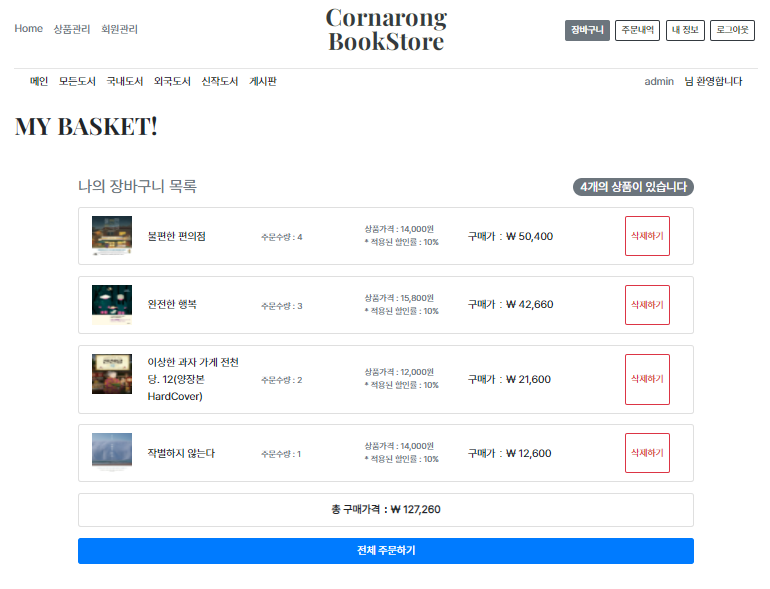 Home 상품관리 회원관리
Cornarong
BookStore
장바구니 주문내역 내 정보 로그아웃
메인 모든도서 국내도서 외국도서 신작도서 게시판
admin 님 환영합니다
MY BASKET!
나의 장바구니 목록
4개의 상품이 있습니다
불편한 편의점
주문수량 : 4
상품가격 : 14,000원
* 적용된 할인률 : 10%
구매가 : ₩ 50,400
삭제하기
완전한 행복
주문수량 : 3
상품가격 : 15,800원
* 적용된 할인률 : 10%
구매가 : ₩ 42,660
삭제하기
이상한 과자 가게 전천
당. 12(양장본
HardCover)
주문수량 : 2
상품가격 : 12,000원
* 적용된 할인률 : 10%
구매가 : ₩ 21,600
삭제하기
작별하지 않는다
주문수량 : 1
상품가격 : 14,000원
* 적용된 할인률 : 10%
구매가 : ₩ 12,600
삭제하기
총 구매가격 : ₩ 127,260
전체 주문하기